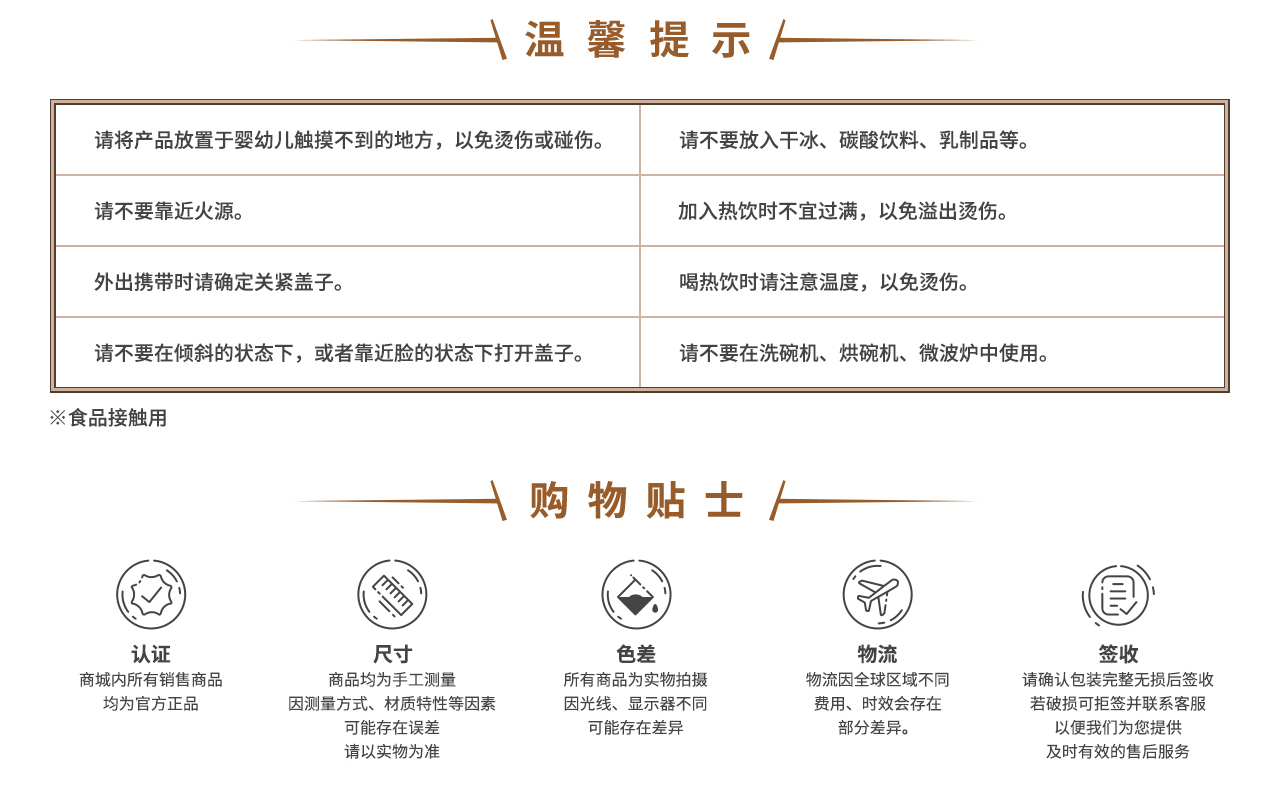 温馨提示
请将产品放置于婴幼儿触摸不到的地方，以免烫伤或碰伤。
请不要放入干冰、碳酸饮料、乳制品等。
请不要靠近火源。
加入热饮时不宜过满，以免溢出烫伤。
外出携带时请确定关紧盖子。
喝热饮时请注意温度，以免烫伤。
请不要在倾斜的状态下，或者靠近脸的状态下打开盖子。
请不要在洗碗机、烘碗机、微波炉中使用。
※食品接触用
购物贴士
认证
商城内所有销售商品
均为官方正品
尺寸
商品均为手工测量
因测量方式、材质特性等因素
可能存在误差
请以实物为准
色差
所有商品为实物拍摄
因光线、显示器不同
可能存在差异
物流
物流因全球区域不同
费用、时效会存在
部分差异。
签收
请确认包装完整无损后签收
若破损可拒签并联系客服
以便我们为您提供
及时有效的售后服务